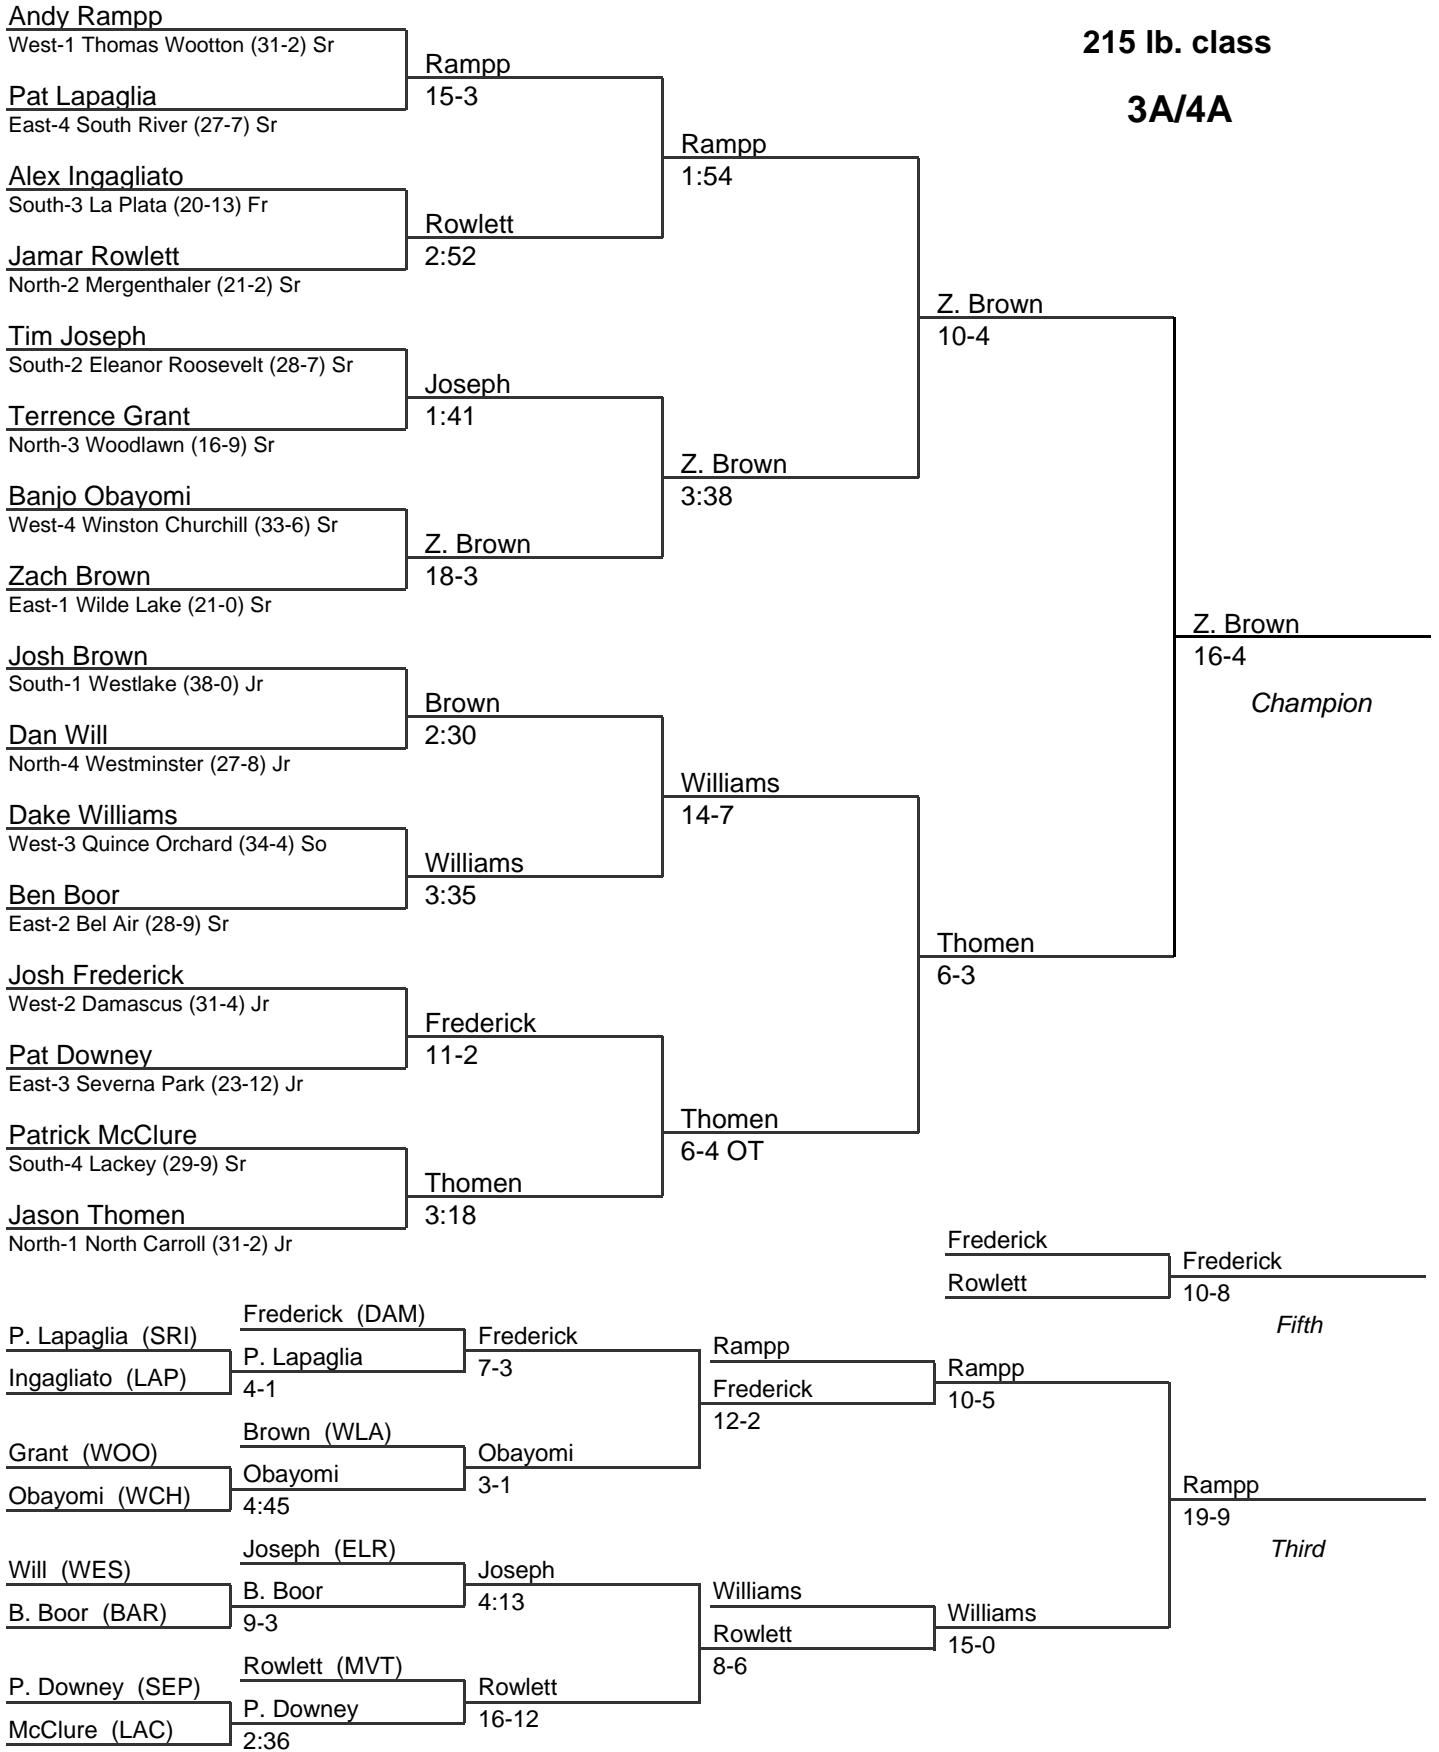 Andy Rampp
West-1 Thomas Wootton (31-2) Sr
215 lb. class
Rampp
15-3
Pat Lapaglia
East-4 South River (27-7) Sr
3A/4A
Rampp
1:54
Alex Ingagliato
South-3 La Plata (20-13) Fr
Rowlett
2:52
Jamar Rowlett
North-2 Mergenthaler (21-2) Sr
Z. Brown
10-4
Tim Joseph
South-2 Eleanor Roosevelt (28-7) Sr
Joseph
1:41
Terrence Grant
North-3 Woodlawn (16-9) Sr
Z. Brown
3:38
Banjo Obayomi
West-4 Winston Churchill (33-6) Sr
Z. Brown
18-3
Zach Brown
East-1 Wilde Lake (21-0) Sr
Z. Brown
16-4
Champion
Josh Brown
South-1 Westlake (38-0) Jr
Brown
2:30
Dan Will
North-4 Westminster (27-8) Jr
Williams
14-7
Dake Williams
West-3 Quince Orchard (34-4) So
Williams
3:35
Ben Boor
East-2 Bel Air (28-9) Sr
Thomen
6-3
Josh Frederick
West-2 Damascus (31-4) Jr
Frederick
11-2
Pat Downey
East-3 Severna Park (23-12) Jr
Thomen
6-4 OT
Patrick McClure
South-4 Lackey (29-9) Sr
Thomen
3:18
Jason Thomen
North-1 North Carroll (31-2) Jr
Frederick
Rowlett
Frederick
10-8
Fifth
P. Lapaglia (SRI)
Ingagliato (LAP)
Frederick (DAM)
P. Lapaglia
4-1
Frederick
7-3
Rampp
Frederick
12-2
Rampp
10-5
Grant (WOO)
Obayomi (WCH)
Brown (WLA)
Obayomi
4:45
Obayomi
3-1
Rampp
19-9
Third
Will (WES)
B. Boor (BAR)
Joseph (ELR)
B. Boor
9-3
Joseph
4:13
Williams
Rowlett
8-6
Williams
15-0
P. Downey (SEP)
McClure (LAC)
Rowlett (MVT)
P. Downey
2:36
Rowlett
16-12